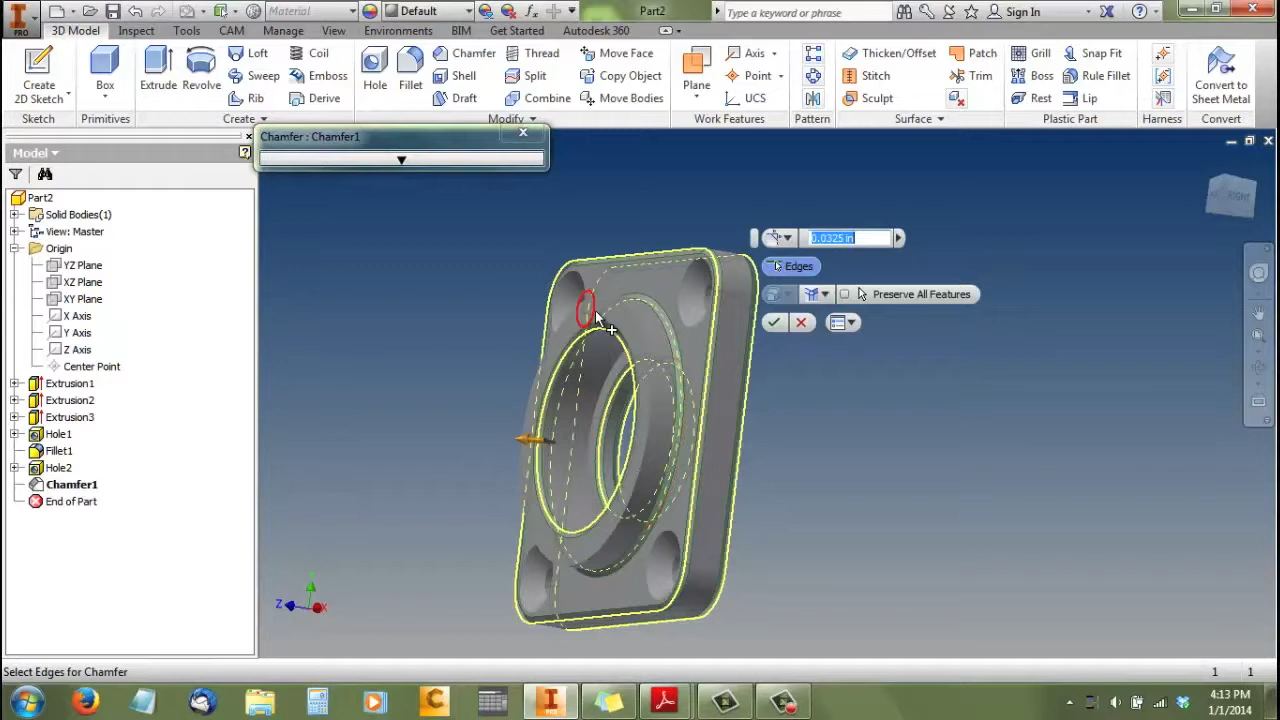 Material
Default
Part2
Type a keyword or phrase
Sign In
PRO
3D Model
Inspect
Tools
CAM
Manage
View
Environments
BIM
Get Started
Autodesk 360
Create
2D Sketch
Sketch
Box
Primitives
Extrude
Revolve
Loft
Coil
Sweep
Emboss
Rib
Derive
Create
Hole
Fillet
Chamfer
Thread
Move Face
Shell
Split
Copy Object
Draft
Combine
Move Bodies
Modify
Plane
Axis
Point
UCS
Work Features
Pattern
Thicken/Offset
Patch
Stitch
Trim
Sculpt
Surface
Grill
Snap Fit
Boss
Rule Fillet
Rest
Lip
Plastic Part
Harness
Convert to
Sheet Metal
Convert
Chamfer : Chamfer1
Model
Part2
Solid Bodies(1)
View: Master
Origin
YZ Plane
XZ Plane
XY Plane
X Axis
Y Axis
Z Axis
Center Point
Extrusion1
Extrusion2
Extrusion3
Hole1
Fillet1
Hole2
Chamfer1
End of Part
RIGHT
0.0325 in
Edges
Preserve All Features
Z
X
Select Edges for Chamfer
1
1
PRO
4:13 PM
1/1/2014